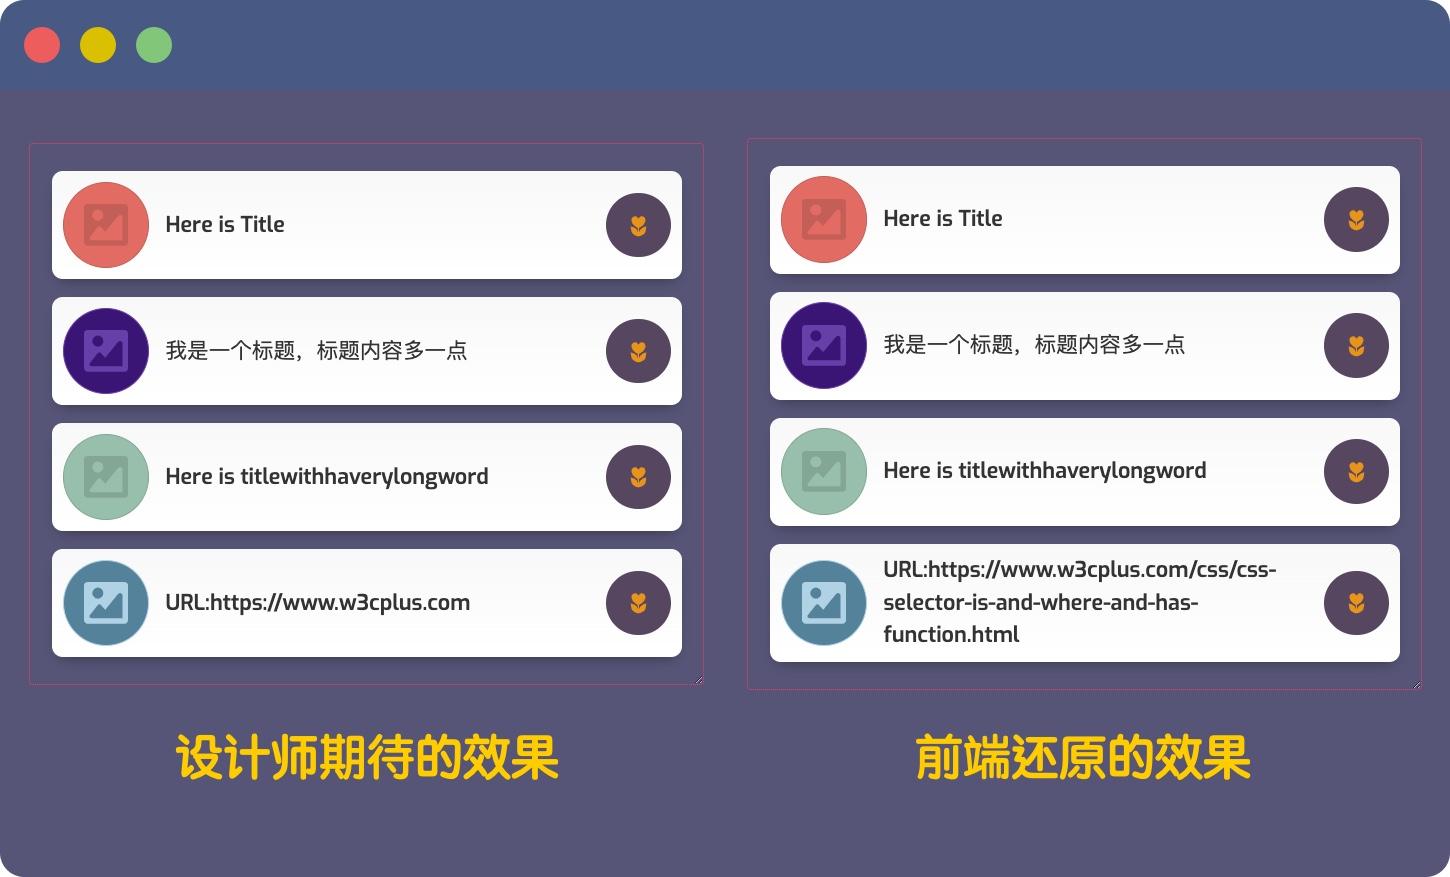 Here is Title
我是一个标题，标题内容多一点
Here is titlewithhaverylongword
URL:https://www.w3cplus.com
设计师期待的效果
Here is Title
我是一个标题，标题内容多一点
Here is titlewithhaverylongword
URL:https://www.w3cplus.com/css/css-
selector-is-and-where-and-has-
function.html
前端还原的效果